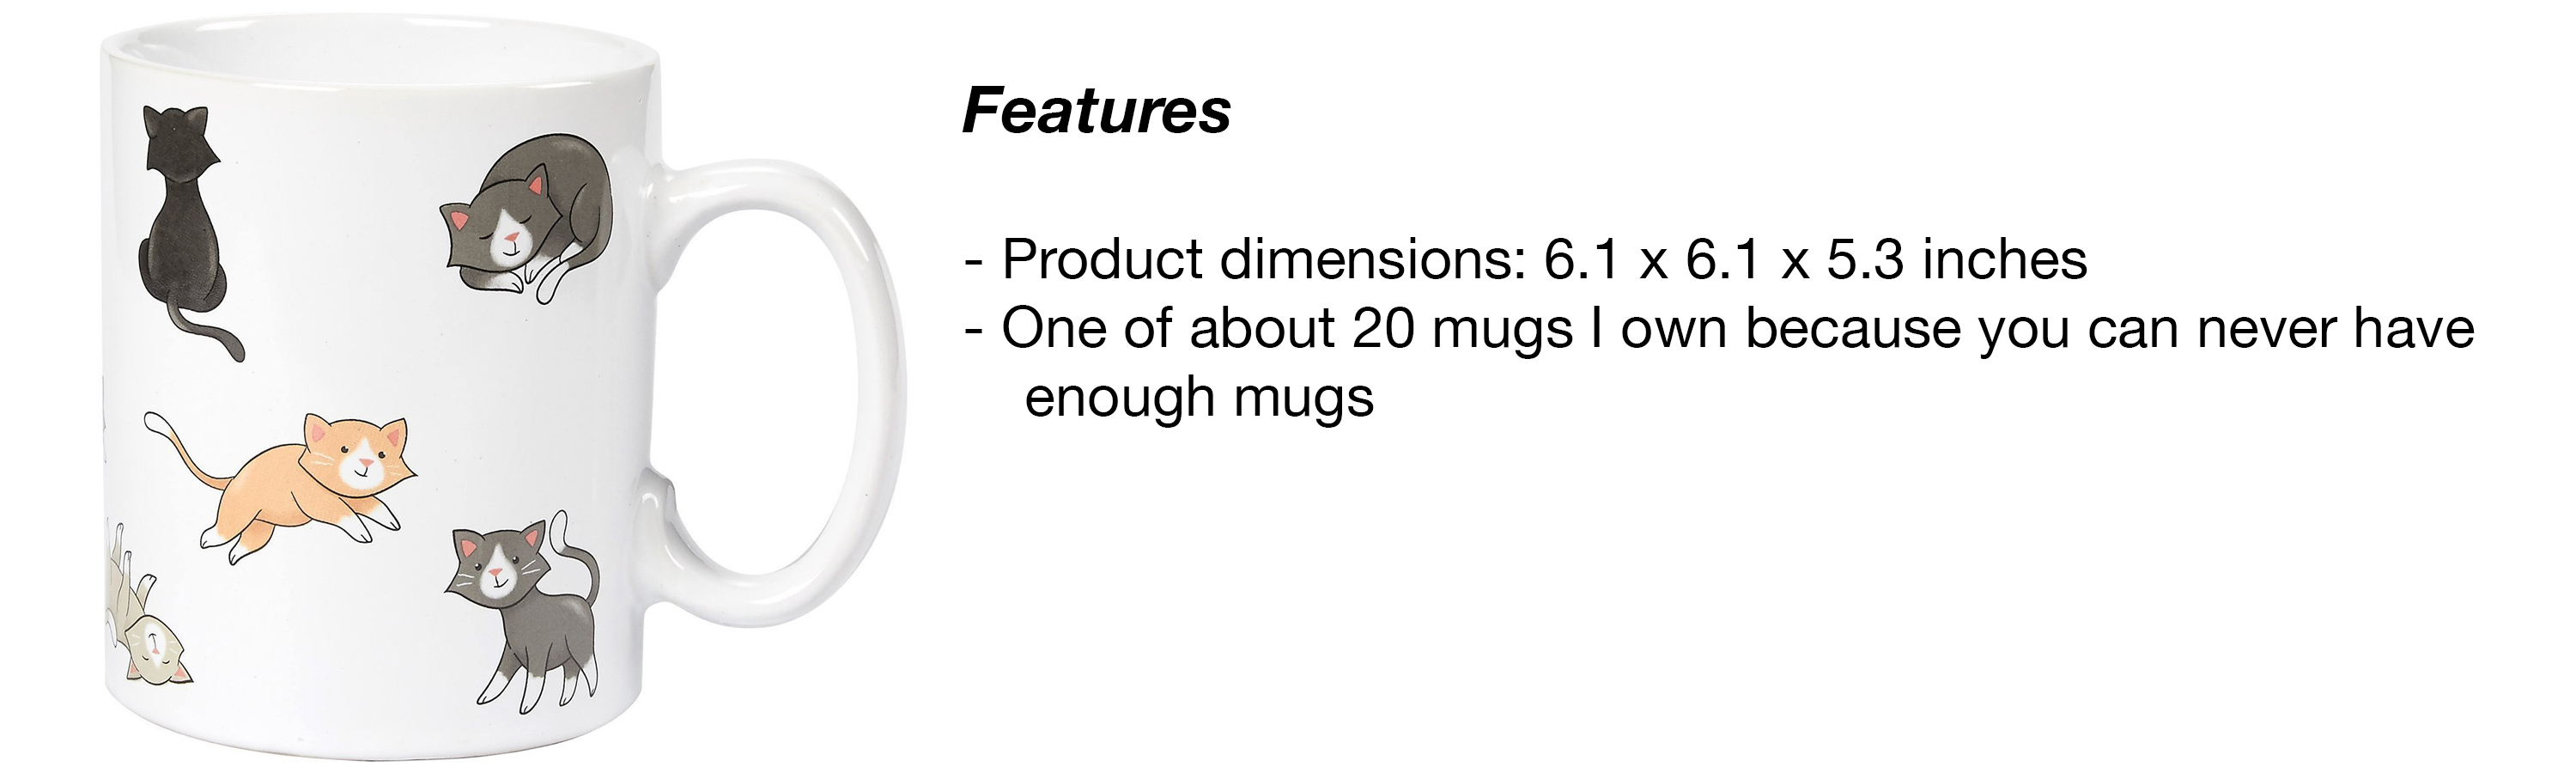 Features
- Product dimensions: 6.1 x 6.1 x 5.3 inches
- One of about 20 mugs I own because you can never have
enough mugs